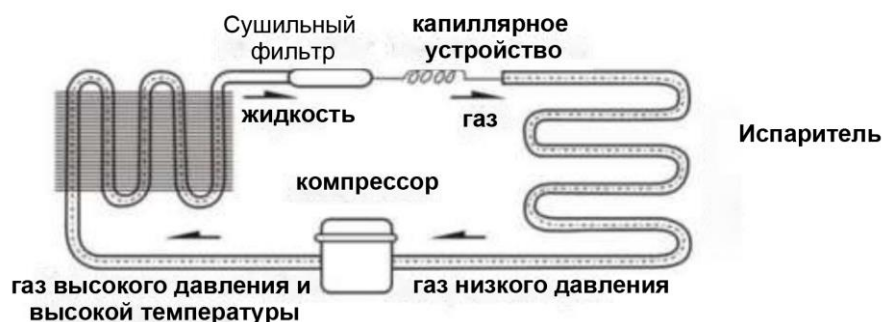 Сушильный
фильтр
капиллярное
устройство
жидкость
газ
Испаритель
компрессор
газ высокого давления и
высокой температуры
газ низкого давления